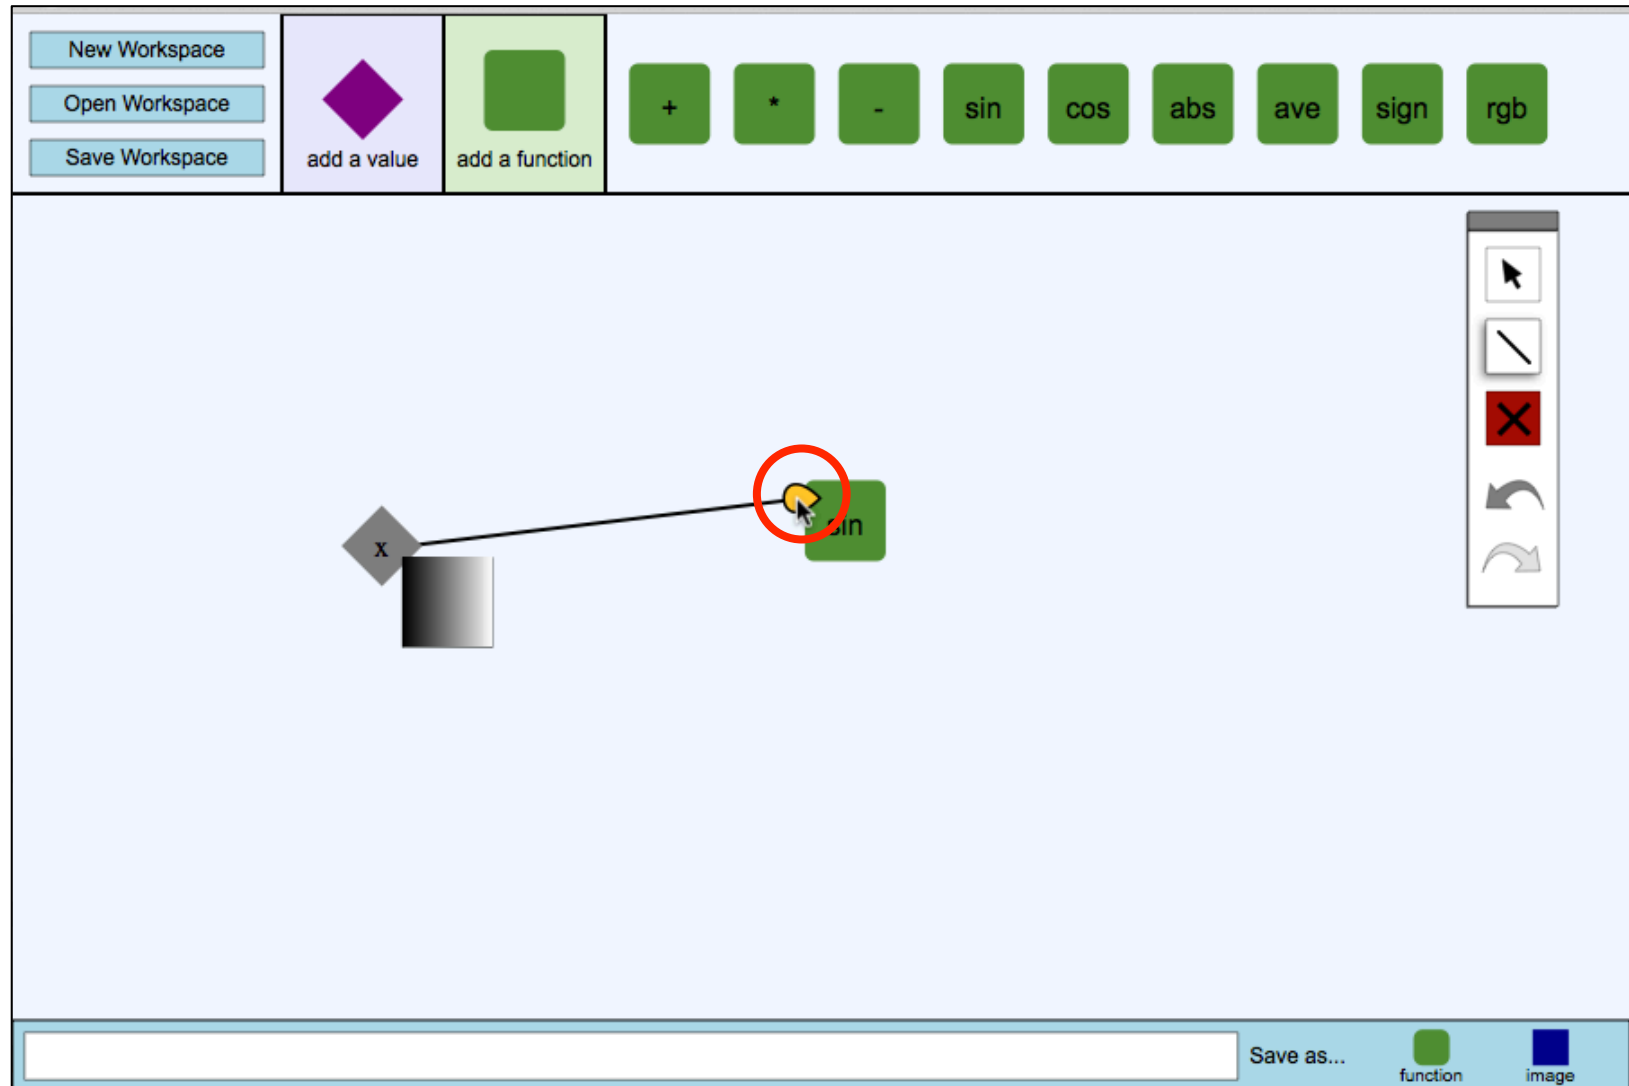 New Workspace
Open Workspace
Save Workspace
add a value
add a function
+
*
-
sin
cos
abs
ave
sign
rgb
x
sin
Save as...
function
image